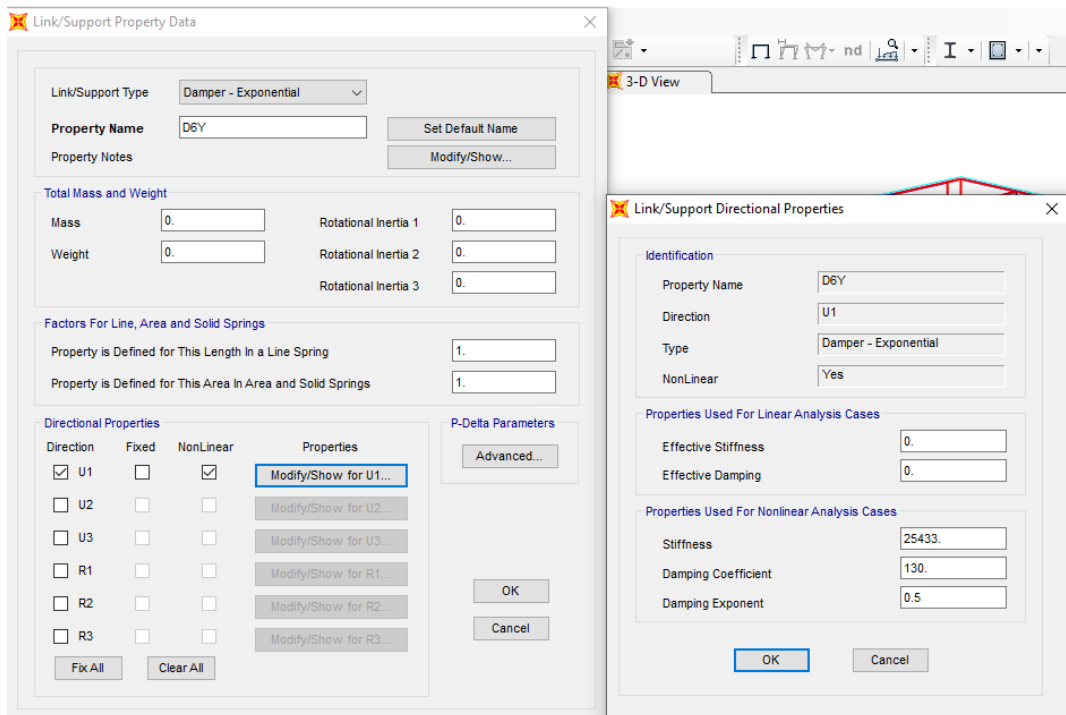 Link/Support Property Data
Link/Support Type Damper - Exponential
Property Name D6Y Set Default Name
Property Notes Modify/Show...
Total Mass and Weight
Mass 0. Rotational Inertia 1 0.
Weight 0. Rotational Inertia 2 0.
Rotational Inertia 3 0.
Factors For Line, Area and Solid Springs
Property is Defined for This Length In a Line Spring 1.
Property is Defined for This Area In Area and Solid Springs 1.
Directional Properties
Direction Fixed NonLinear Properties
U1 Modify/Show for U1...
U2 Modify/Show for U2...
U3 Modify/Show for U3...
R1 Modify/Show for R1...
R2 Modify/Show for R2...
R3 Modify/Show for R3...
Fix All Clear All
P-Delta Parameters
Advanced...
OK
Cancel
nd
3-D View
Link/Support Directional Properties
Identification
Property Name D6Y
Direction U1
Type Damper - Exponential
NonLinear Yes
Properties Used For Linear Analysis Cases
Effective Stiffness 0.
Effective Damping 0.
Properties Used For Nonlinear Analysis Cases
Stiffness 25433.
Damping Coefficient 130.
Damping Exponent 0.5
OK Cancel